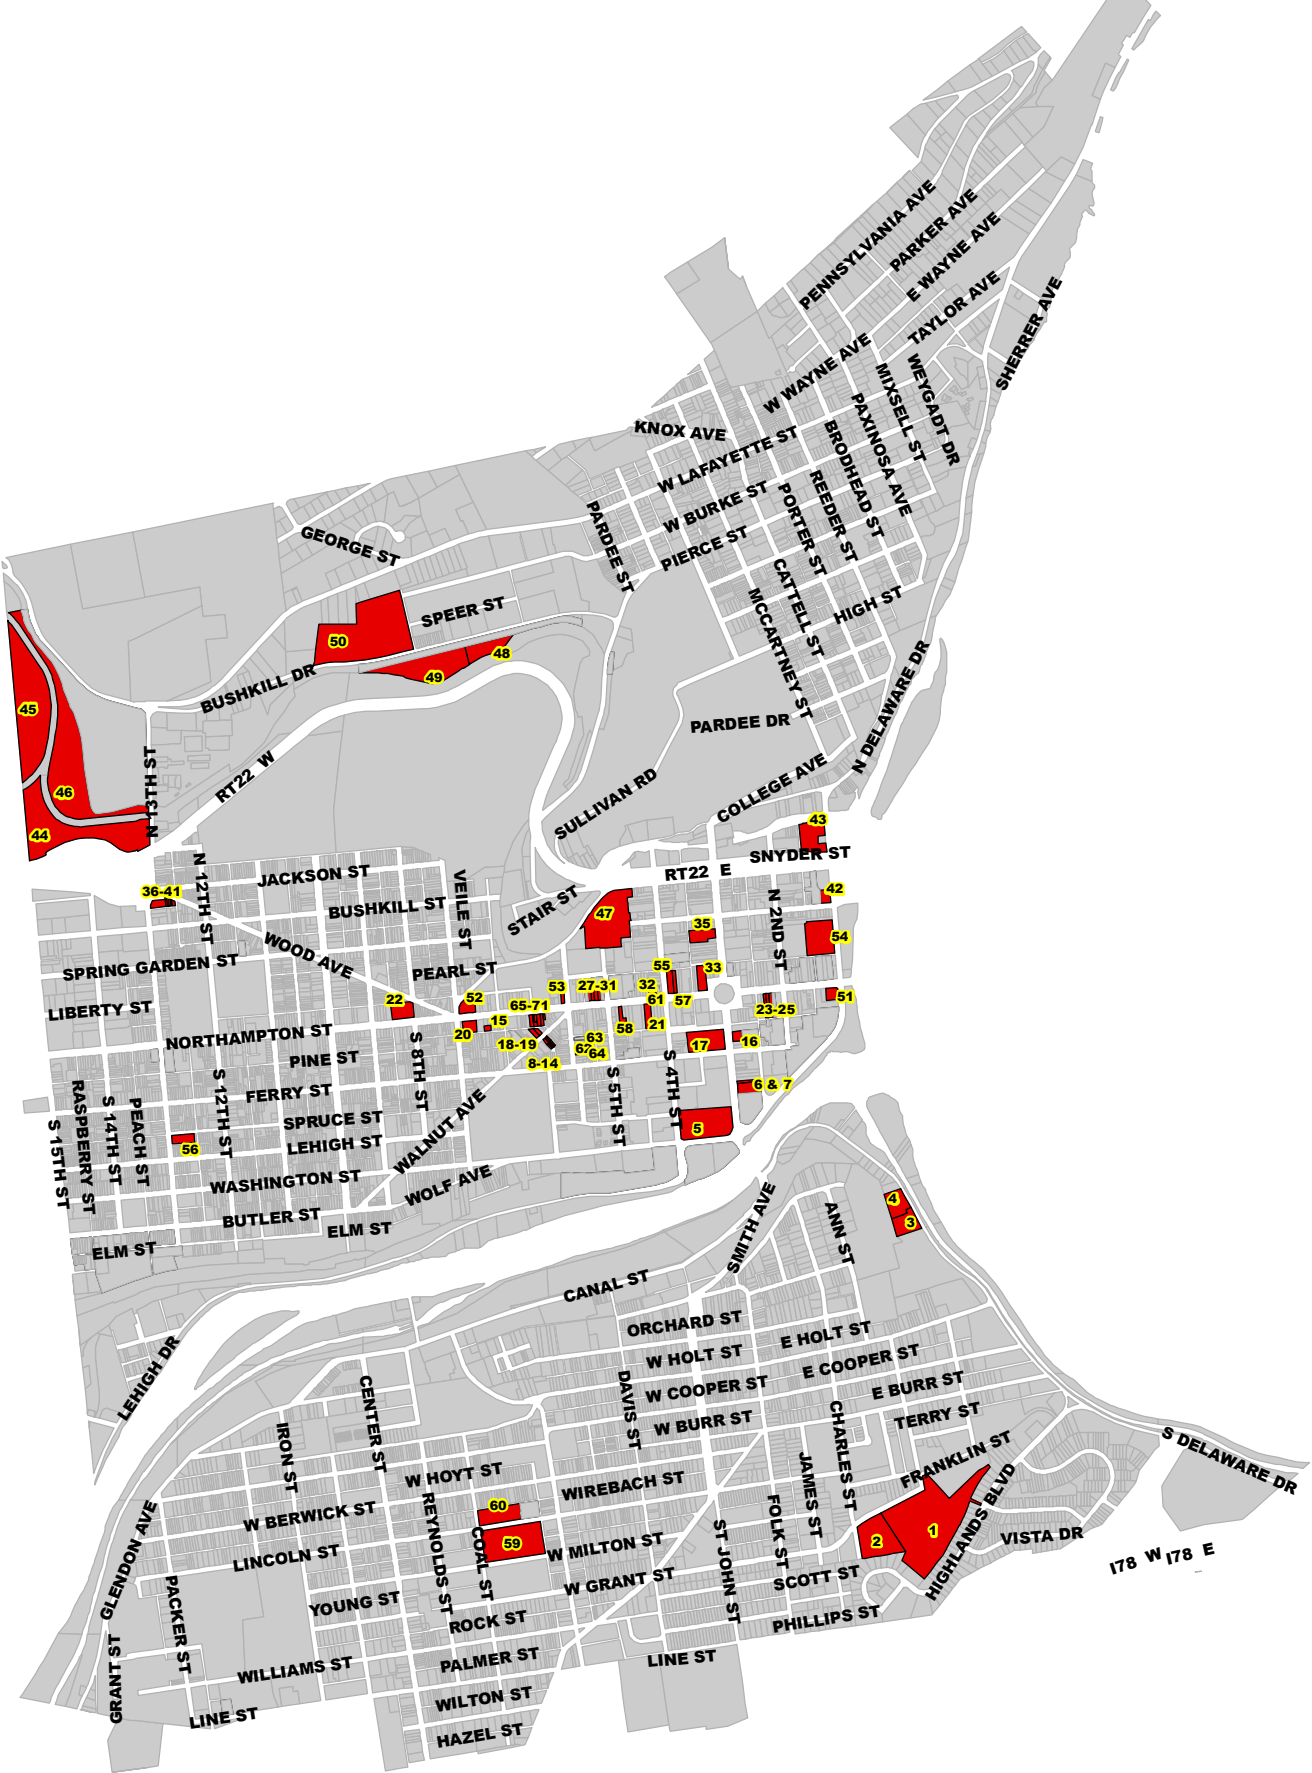 PENNSYLVANIA AVE
PARKER AVE
E WAYNE AVE
TAYLOR AVE
SHERRER AVE
W WAYNE AVE
WEYGADT DR
MIXSELL ST
PAXINOSA AVE
BRODHEAD ST
KNOX AVE
W LAFAYETTE ST
W BURKE ST
REEDER ST
PORTER ST
PARDEE ST
PIERCE ST
GEORGE ST
CATTELL ST
HIGH ST
MCCARTNEY ST
SPEER ST
50
48
49
BUSHKILL DR
N DELAWARE DR
45
PARDEE DR
N 13TH ST
RT22 W
46
SULLIVAN RD
COLLEGE AVE
44
43
SNYDER ST
RT22 E
N 12TH ST
JACKSON ST
VEILE ST
36-41
42
BUSHKILL ST
STAIR ST
47
N 2ND ST
35
54
WOOD AVE
SPRING GARDEN ST
PEARL ST
55
33
LIBERTY ST
22
52
53
27-31
32
61
57
51
65-71
23-25
NORTHAMPTON ST
15
20
58
21
18-19
63
62
64
17
16
PINE ST
S 8TH ST
8-14
S 5TH ST
S 4TH ST
FERRY ST
6 & 7
S 12TH ST
RASPBERRY ST
S 14TH ST
PEACH ST
S 15TH ST
SPRUCE ST
WALNUT AVE
5
56
LEHIGH ST
WASHINGTON ST
WOLF AVE
BUTLER ST
ELM ST
ELM ST
4
3
SMITH AVE
ANN ST
CANAL ST
ORCHARD ST
E HOLT ST
W HOLT ST
E COOPER ST
LEHIGH DR
CENTER ST
DAVIS ST
W COOPER ST
E BURR ST
W BURR ST
TERRY ST
CHARLES ST
IRON ST
FRANKLIN ST
S DELAWARE DR
JAMES ST
W HOYT ST
WIREBACH ST
HIGHLANDS BLVD
REYNOLDS ST
60
FOLK ST
W BERWICK ST
GLENDON AVE
COAL ST
59
ST JOHN ST
1
2
VISTA DR
W MILTON ST
LINCOLN ST
I78 W
I78 E
W GRANT ST
SCOTT ST
PACKER ST
YOUNG ST
PHILLIPS ST
ROCK ST
GRANT ST
WILLIAMS ST
PALMER ST
LINE ST
WILTON ST
LINE ST
HAZEL ST